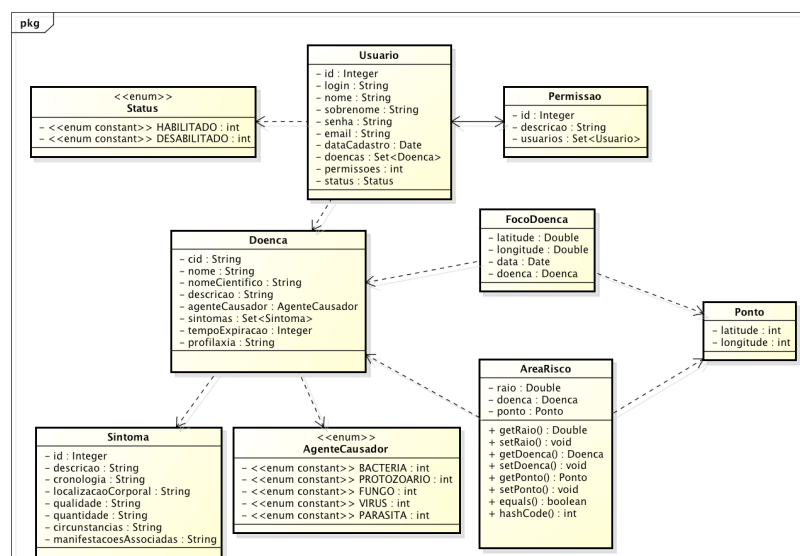 pkg
Usuario
- id : Integer
- login : String
- nome : String
- sobrenome : String
- senha : String
- email : String
- dataCadastro : Date
- doencas : Set<Doenca>
- permissoes : int
- status : Status
<<enum>>
Status
- <<enum constant>> HABILITADO : int
- <<enum constant>> DESABILITADO : int
Permissao
- id : Integer
- descricao : String
- usuarios : Set<Usuario>
Doenca
- cid : String
- nome : String
- nomeCientifico : String
- descricao : String
- agenteCausador : AgenteCausador
- sintomas : Set<Sintoma>
- tempoExpiracao : Integer
- profilaxia : String
FocoDoenca
- latitude : Double
- longitude : Double
- data : Date
- doenca : Doenca
Ponto
- latitude : int
- longitude : int
AreaRisco
- raio : Double
- doenca : Doenca
- ponto : Ponto
+ getRaio() : Double
+ setRaio() : void
+ getDoenca() : Doenca
+ setDoenca() : void
+ getPonto() : Ponto
+ setPonto() : void
+ equals() : boolean
+ hashCode() : int
Sintoma
- id : Integer
- descricao : String
- cronologia : String
- localizacaoCorporal : String
- qualidade : String
- quantidade : String
- circunstancias : String
- manifestacoesAssociadas : String
<<enum>>
AgenteCausador
- <<enum constant>> BACTERIA : int
- <<enum constant>> PROTOZOARIO : int
- <<enum constant>> FUNGO : int
- <<enum constant>> VIRUS : int
- <<enum constant>> PARASITA : int